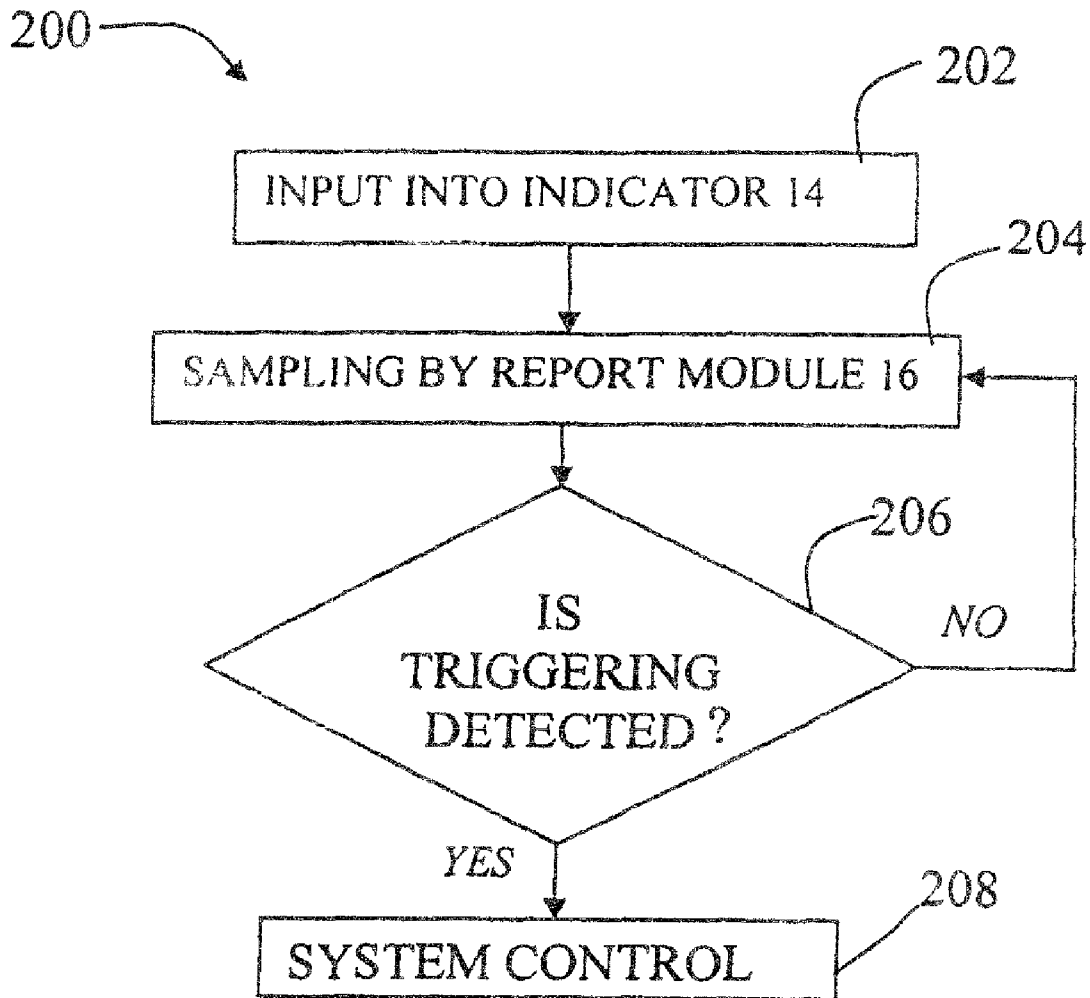 200
202
INPUT INTO INDICATOR 14
204
SAMPLING BY REPORT MODULE 16
206
IS
TRIGGERING
DETECTED?
NO
YES
208
SYSTEM CONTROL